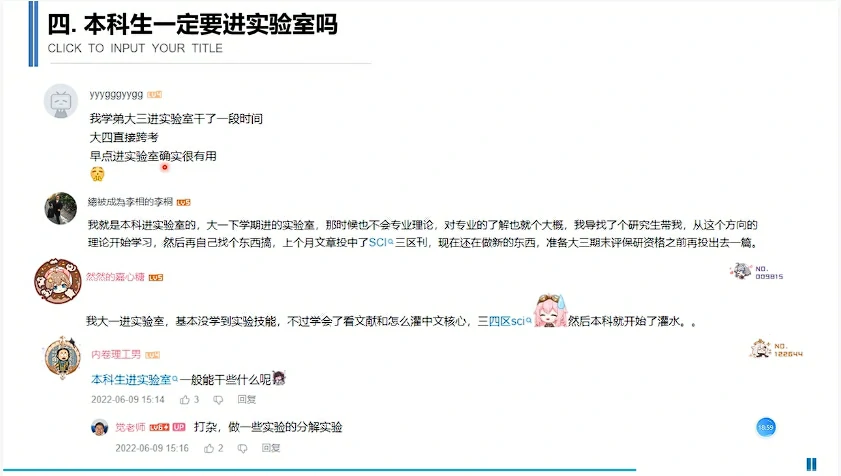 四. 本科生一定要进实验室吗
CLICK TO INPUT YOUR TITLE
yyygggyygg LV4
我学弟大三进实验室干了一段时间
大四直接跨考
早点进实验室确实很有用
總被成為李相的李桐 LV5
我就是本科进实验室的，大一下学期进的实验室，那时候也不会专业理论，对专业的了解也就个大概，我导找了个研究生带我，从这个方向的
理论开始学习，然后再自己找个东西搞，上个月文章投中了SCI三区刊，现在还在做新的东西，准备大三期末评保研资格之前再投出去一篇。
然然的嘉心糖 LV5
NO.
009815
我大一进实验室，基本没学到实验技能，不过学会了看文献和怎么灌中文核心，三四区sci然后本科就开始了灌水。。
内卷理工男
NO.
122644
本科生进实验室一般能干些什么呢
2022-06-09 15:14 3 回复
觉老师 LV6 UP 打杂，做一些实验的分解实验
2022-06-09 15:16 2 回复
18:59